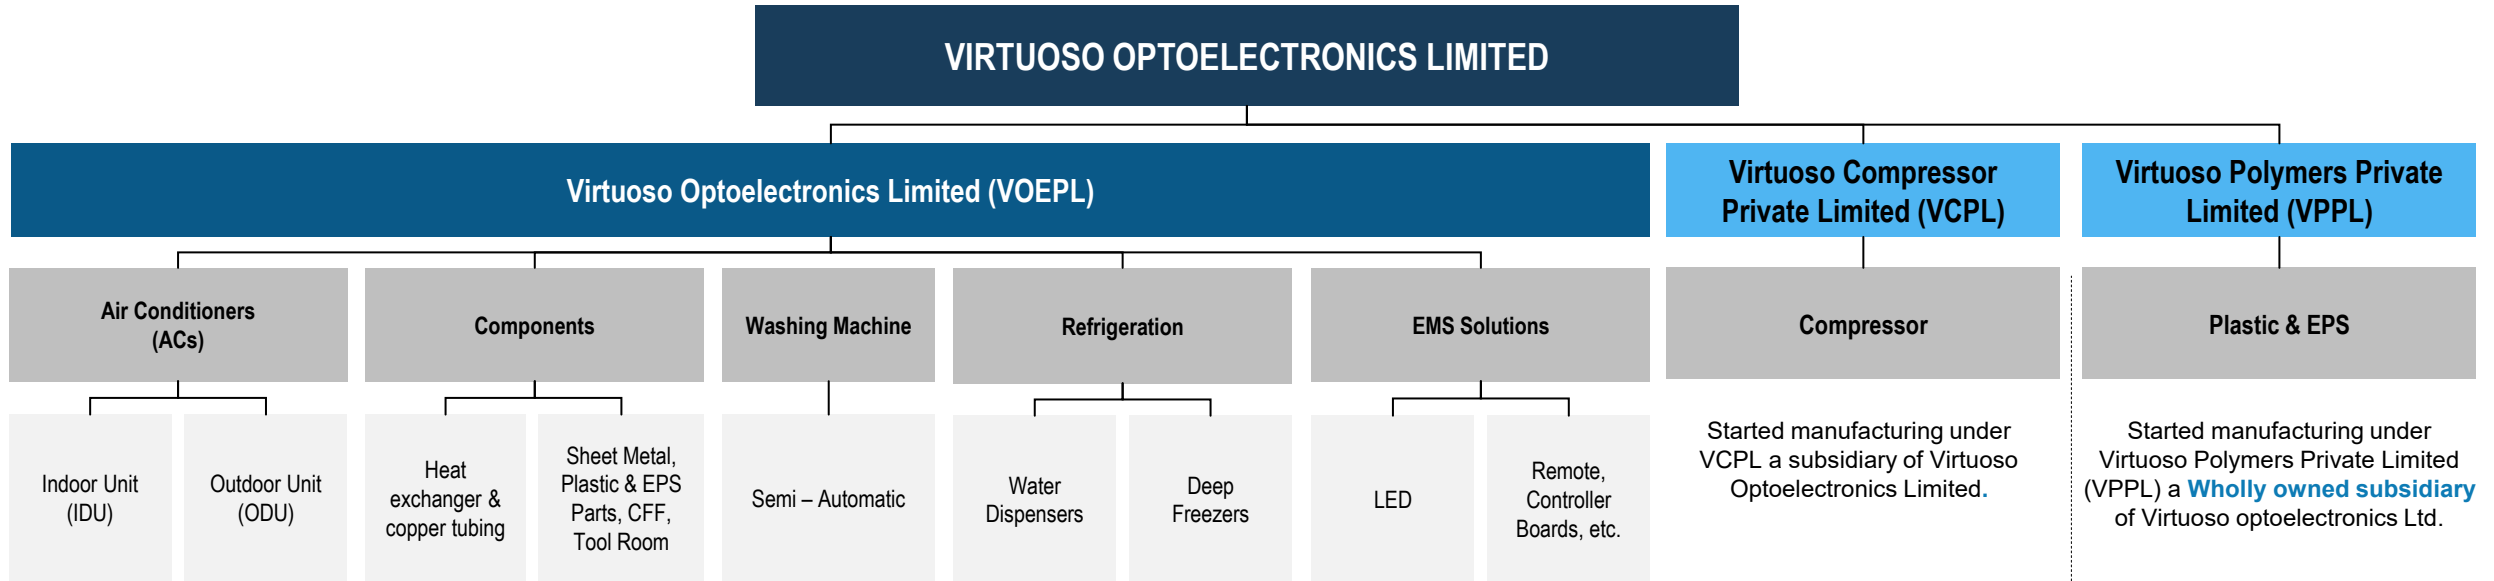 VIRTUOSO OPTOELECTRONICS LIMITED
Virtuoso Optoelectronics Limited (VOEPL)
Virtuoso Compressor
Private Limited (VCPL)
Virtuoso Polymers Private
Limited (VPPL)
Air Conditioners
(ACs)
Components
Washing Machine
Refrigeration
EMS Solutions
Compressor
Plastic & EPS
Indoor Unit
(IDU)
Outdoor Unit
(ODU)
Heat
exchanger &
copper tubing
Sheet Metal,
Plastic & EPS
Parts, CFF,
Tool Room
Semi – Automatic
Water
Dispensers
Deep
Freezers
LED
Remote,
Controller
Boards, etc.
Started manufacturing under
VCPL a subsidiary of Virtuoso
Optoelectronics Limited.
Started manufacturing under
Virtuoso Polymers Private Limited
(VPPL) a Wholly owned subsidiary
of Virtuoso optoelectronics Ltd.